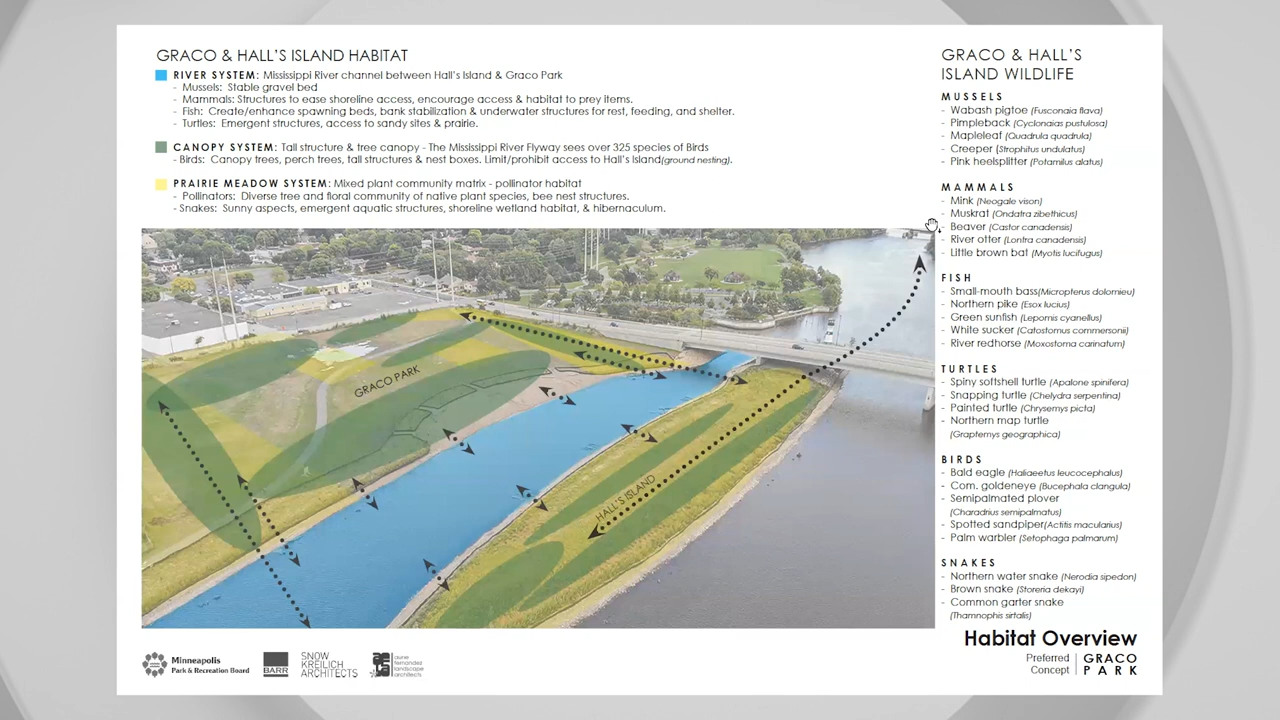 GRACO & HALL'S ISLAND HABITAT
RIVER SYSTEM: Mississippi River channel between Hall's Island & Graco Park
- Mussels: Stable gravel bed
- Mammals: Structures to ease shoreline access, encourage access & habitat to prey items.
- Fish: Create/enhance spawning beds, bank stabilization & underwater structures for rest, feeding, and shelter.
- Turtles: Emergent structures, access to sandy sites & prairie.
CANOPY SYSTEM: Tall structure & tree canopy - The Mississippi River Flyway sees over 325 species of Birds
- Birds: Canopy trees, perch trees, tall structures & nest boxes. Limit/prohibit access to Hall's Island(ground nesting).
PRAIRIE MEADOW SYSTEM: Mixed plant community matrix - pollinator habitat
- Pollinators: Diverse tree and floral community of native plant species, bee nest structures.
- Snakes: Sunny aspects, emergent aquatic structures, shoreline wetland habitat, & hibernaculum.
GRACO PARK
HALL'S ISLAND
GRACO & HALL'S
ISLAND WILDLIFE
MUSSELS
- Wabash pigtoe (Fusconaia flava)
- Pimpleback (Cyclonaias pustulosa)
- Mapleleaf (Quadrula quadrula)
- Creeper (Strophitus undulatus)
- Pink heelsplitter (Potamilus alatus)
MAMMALS
- Mink (Neogale vison)
- Muskrat (Ondatra zibethicus)
- Beaver (Castor canadensis)
- River otter (Lontra canadensis)
- Little brown bat (Myotis lucifugus)
FISH
- Small-mouth bass(Micropterus dolomieu)
- Northern pike (Esox lucius)
- Green sunfish (Lepomis cyanellus)
- White sucker (Catostomus commersonii)
- River redhorse (Moxostoma carinatum)
TURTLES
- Spiny softshell turtle (Apalone spinifera)
- Snapping turtle (Chelydra serpentina)
- Painted turtle (Chrysemys picta)
- Northern map turtle
(Graptemys geographica)
BIRDS
- Bald eagle (Haliaeetus leucocephalus)
- Com. goldeneye (Bucephala clangula)
- Semipalmated plover
(Charadrius semipalmatus)
- Spotted sandpiper(Actitis macularius)
- Palm warbler (Setophaga palmarum)
SNAKES
- Northern water snake (Nerodia sipedon)
- Brown snake (Storeria dekayi)
- Common garter snake
(Thamnophis sirtalis)
Habitat Overview
Preferred
Concept
GRACO
PARK
Minneapolis
Park & Recreation Board
BARR
SNOW
KREILICH
ARCHITECTS
fernandez
landscape
architects